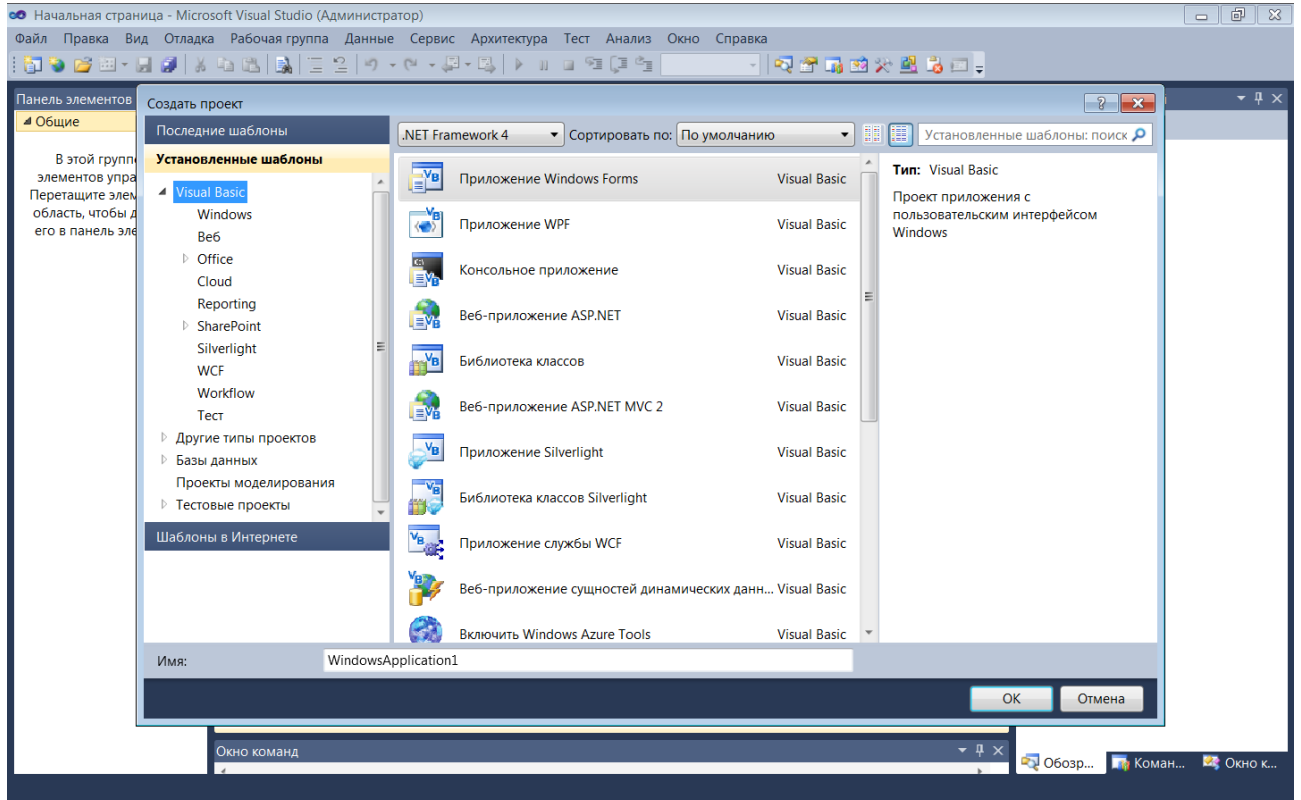 Начальная страница - Microsoft Visual Studio (Администратор)
Файл Правка Вид Отладка Рабочая группа Данные Сервис Архитектура Тест Анализ Окно Справка
Панель элементов
Общие
В этой групп
элементов упра
Перетащите элем
область, чтобы д
его в панель эле
Создать проект
Последние шаблоны
Установленные шаблоны
Visual Basic
Windows
Веб
Office
Cloud
Reporting
SharePoint
Silverlight
WCF
Workflow
Тест
Другие типы проектов
Базы данных
Проекты моделирования
Тестовые проекты
Шаблоны в Интернете
.NET Framework 4 Сортировать по: По умолчанию Установленные шаблоны: поиск
Приложение Windows Forms Visual Basic
Приложение WPF Visual Basic
Консольное приложение Visual Basic
Веб-приложение ASP.NET Visual Basic
Библиотека классов Visual Basic
Веб-приложение ASP.NET MVC 2 Visual Basic
Приложение Silverlight Visual Basic
Библиотека классов Silverlight Visual Basic
Приложение службы WCF Visual Basic
Веб-приложение сущностей динамических данн... Visual Basic
Включить Windows Azure Tools Visual Basic
Тип: Visual Basic
Проект приложения с
пользовательским интерфейсом
Windows
Имя: WindowsApplication1
OK Отмена
Окно команд
Обозр... Коман... Окно к...